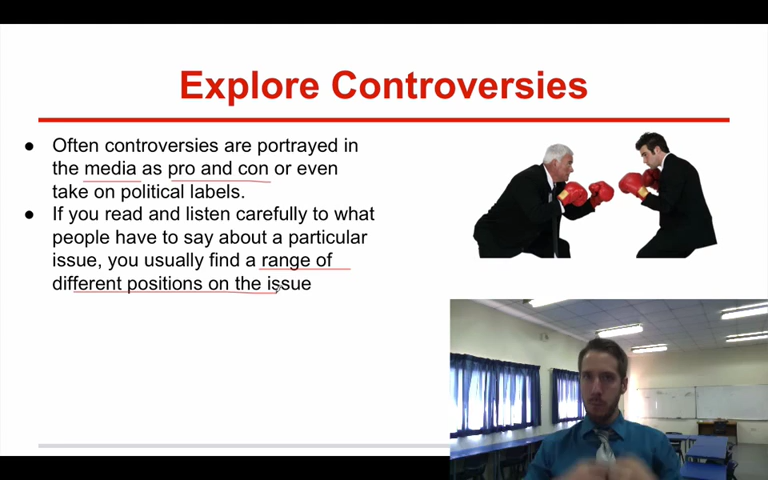 Explore Controversies
● Often controversies are portrayed in
the media as pro and con or even
take on political labels.
● If you read and listen carefully to what
people have to say about a particular
issue, you usually find a range of
different positions on the issue